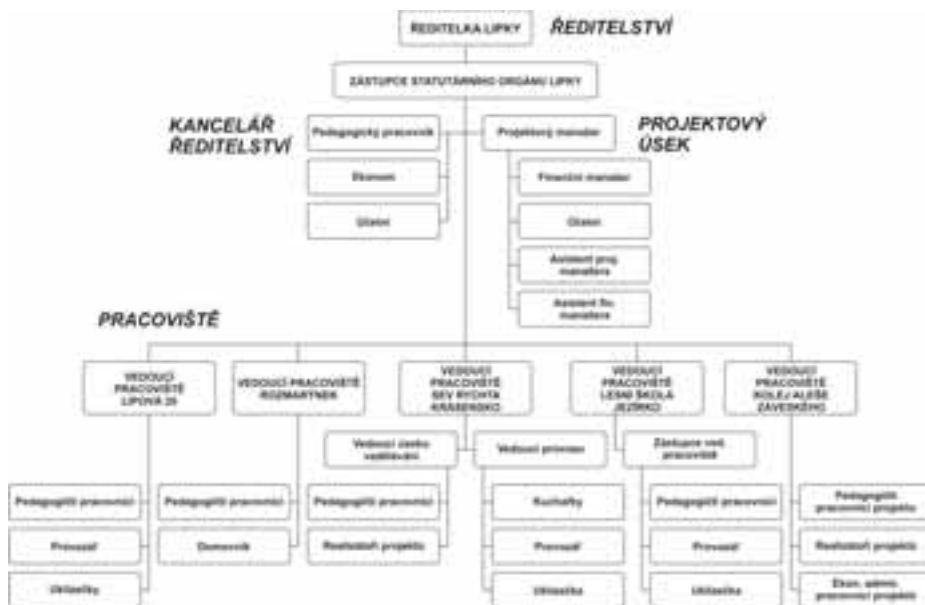 ŘEDITELKA LIPKY
ŘEDITELSTVÍ
ZÁSTUPCE STATUTÁRNÍHO ORGÁNU LIPKY
KANCELÁŘ
ŘEDITELSTVÍ
Pedagogický pracovník
Ekonom
Účetní
Projektový manažer
PROJEKTOVÝ
ÚSEK
Finanční manažer
Účetní
Asistent proj.
manažera
Asistent fin.
manažera
PRACOVIŠTĚ
VEDOUCÍ
PRACOVIŠTĚ
LIPOVÁ 20
VEDOUCÍ PRACOVIŠTĚ
ROZMARÝNEK
VEDOUCÍ
PRACOVIŠTĚ
SEV RYCHTA
KRÁSENSKO
VEDOUCÍ
PRACOVIŠTĚ
LESNÍ ŠKOLA
JEZÍRKO
VEDOUCÍ
PRACOVIŠTĚ
KOLEJ ALEŠE
ZÁVESKÉHO
Vedoucí úseku
vzdělávání
Vedoucí provozu
Zástupce ved.
pracoviště
Pedagogičtí pracovníci
Pedagogičtí pracovníci
Pedagogičtí pracovníci
Kuchařky
Pedagogičtí pracovníci
Pedagogičtí
pracovníci projektu
Provozář
Domovník
Realizátoři projektů
Provozář
Provozář
Realizátoři projektů
Uklízečky
Uklízečka
Uklízečka
Ekon. admin.
pracovníci projektů